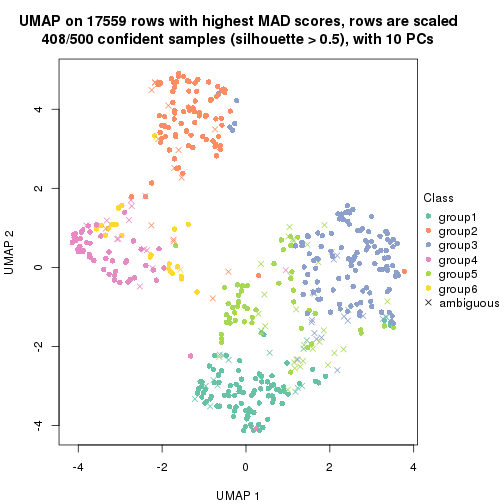 UMAP on 17559 rows with highest MAD scores, rows are scaled
408/500 confident samples (silhouette > 0.5), with 10 PCs
4
2
0
-2
-4
UMAP 2
-4
-2
0
2
4
UMAP 1
Class
group1
group2
group3
group4
group5
group6
ambiguous